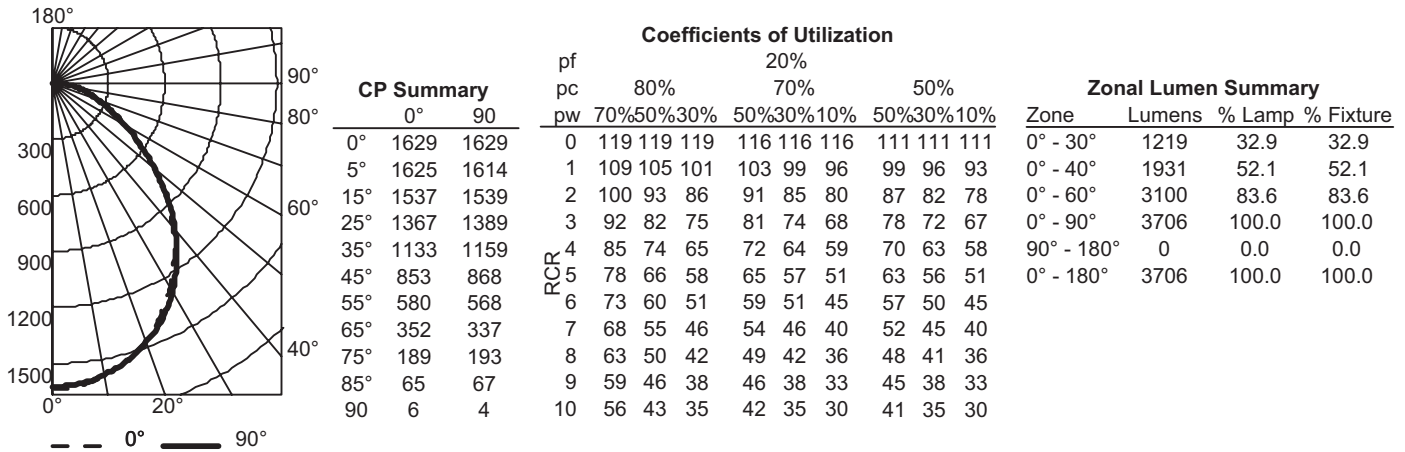 180°
90°
80°
300
600
60°
900
1200
40°
1500
0° 20°
0° 90°
CP Summary
0° 90
0° 1629 1629
5° 1625 1614
15° 1537 1539
25° 1367 1389
35° 1133 1159
45° 853 868
55° 580 568
65° 352 337
75° 189 193
85° 65 67
90 6 4
Coefficients of Utilization
pf 20%
pc 80% 70% 50%
pw 70%50%30% 50%30%10% 50%30%10%
RCR
0 119 119 119 116 116 116 111 111 111
1 109 105 101 103 99 96 99 96 93
2 100 93 86 91 85 80 87 82 78
3 92 82 75 81 74 68 78 72 67
4 85 74 65 72 64 59 70 63 58
5 78 66 58 65 57 51 63 56 51
6 73 60 51 59 51 45 57 50 45
7 68 55 46 54 46 40 52 45 40
8 63 50 42 49 42 36 48 41 36
9 59 46 38 46 38 33 45 38 33
10 56 43 35 42 35 30 41 35 30
Zonal Lumen Summary
Zone Lumens % Lamp % Fixture
0° - 30° 1219 32.9 32.9
0° - 40° 1931 52.1 52.1
0° - 60° 3100 83.6 83.6
0° - 90° 3706 100.0 100.0
90° - 180° 0 0.0 0.0
0° - 180° 3706 100.0 100.0